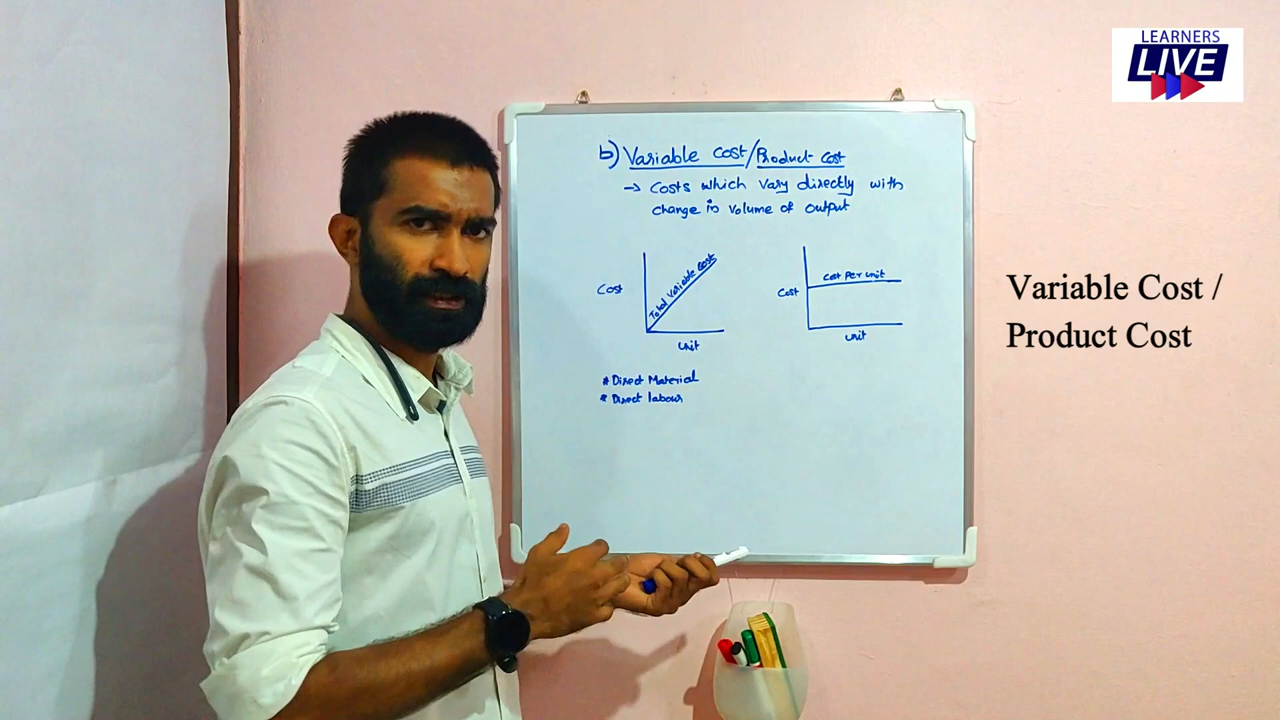 LEARNERS
LIVE
b) Variable Cost/Product Cost
→ Costs which vary directly with
change in volume of output
Cost
Total Variable Cost
Unit
Cost
Cost Per unit
Unit
* Direct Material
* Direct labour
Variable Cost /
Product Cost